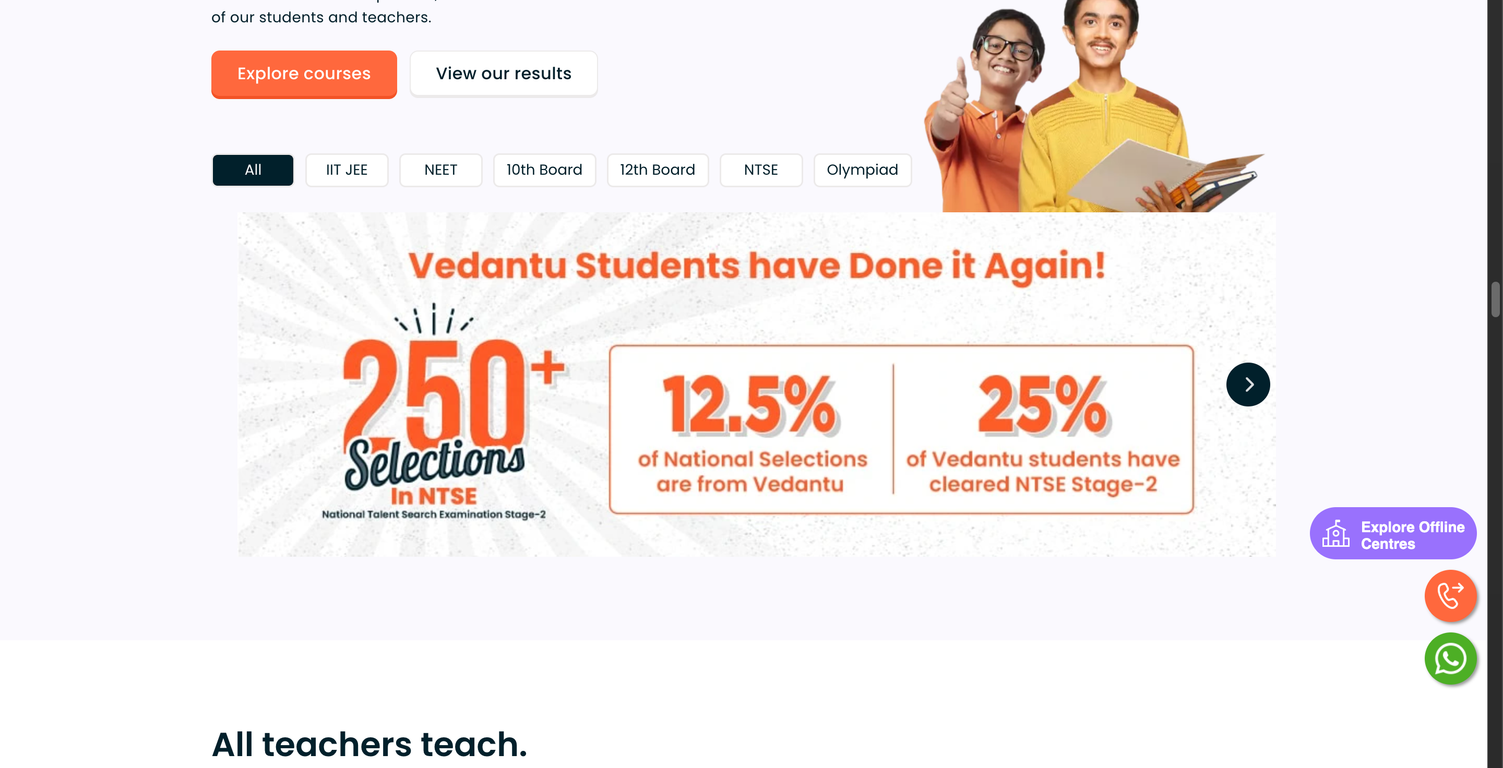 of our students and teachers.
Explore courses
View our results
All
IIT JEE
NEET
10th Board
12th Board
NTSE
Olympiad
Vedantu Students have Done it Again!
250+
Selections
In NTSE
National Talent Search Examination Stage-2
12.5%
of National Selections
are from Vedantu
25%
of Vedantu students have
cleared NTSE Stage-2
Explore Offline
Centres
All teachers teach.